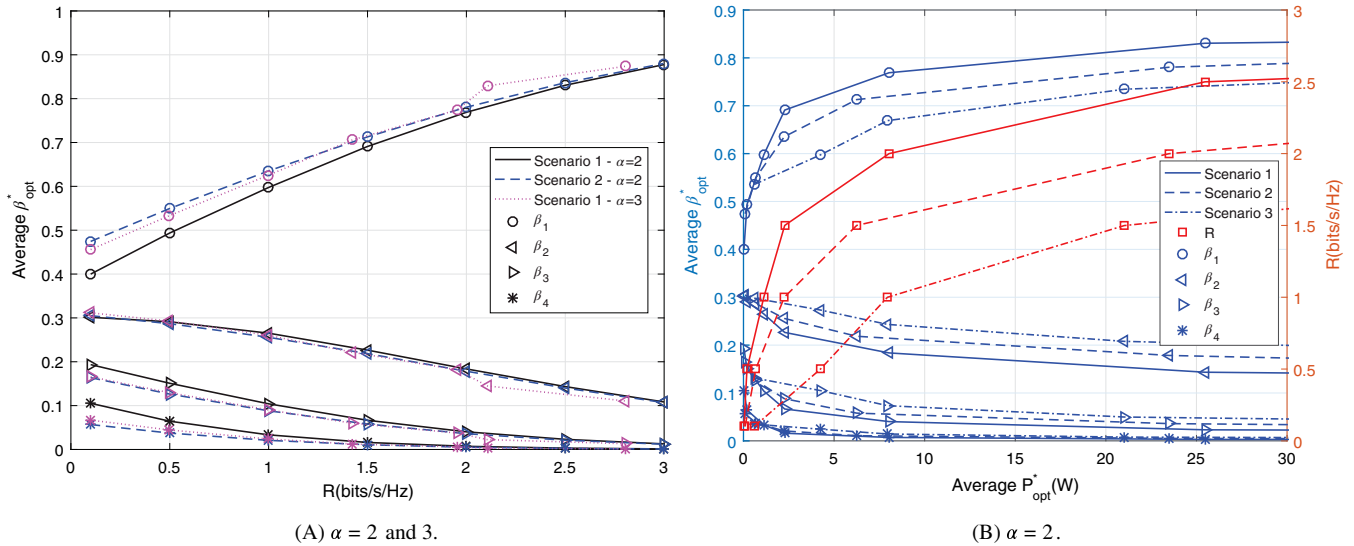 1
0.9
0.8
0.7
0.6
0.5
0.4
0.3
0.2
0.1
0
Average β*opt
0
0.5
1
1.5
2
2.5
3
R(bits/s/Hz)
Scenario 1 - α=2
Scenario 2 - α=2
Scenario 1 - α=3
β1
β2
β3
β4
(A) α = 2 and 3.
0.9
0.8
0.7
0.6
0.5
0.4
0.3
0.2
0.1
0
Average β*opt
0
5
10
15
20
25
30
Average P*opt(W)
3
2.5
2
1.5
1
0.5
0
R(bits/s/Hz)
Scenario 1
Scenario 2
Scenario 3
R
β1
β2
β3
β4
(B) α = 2.